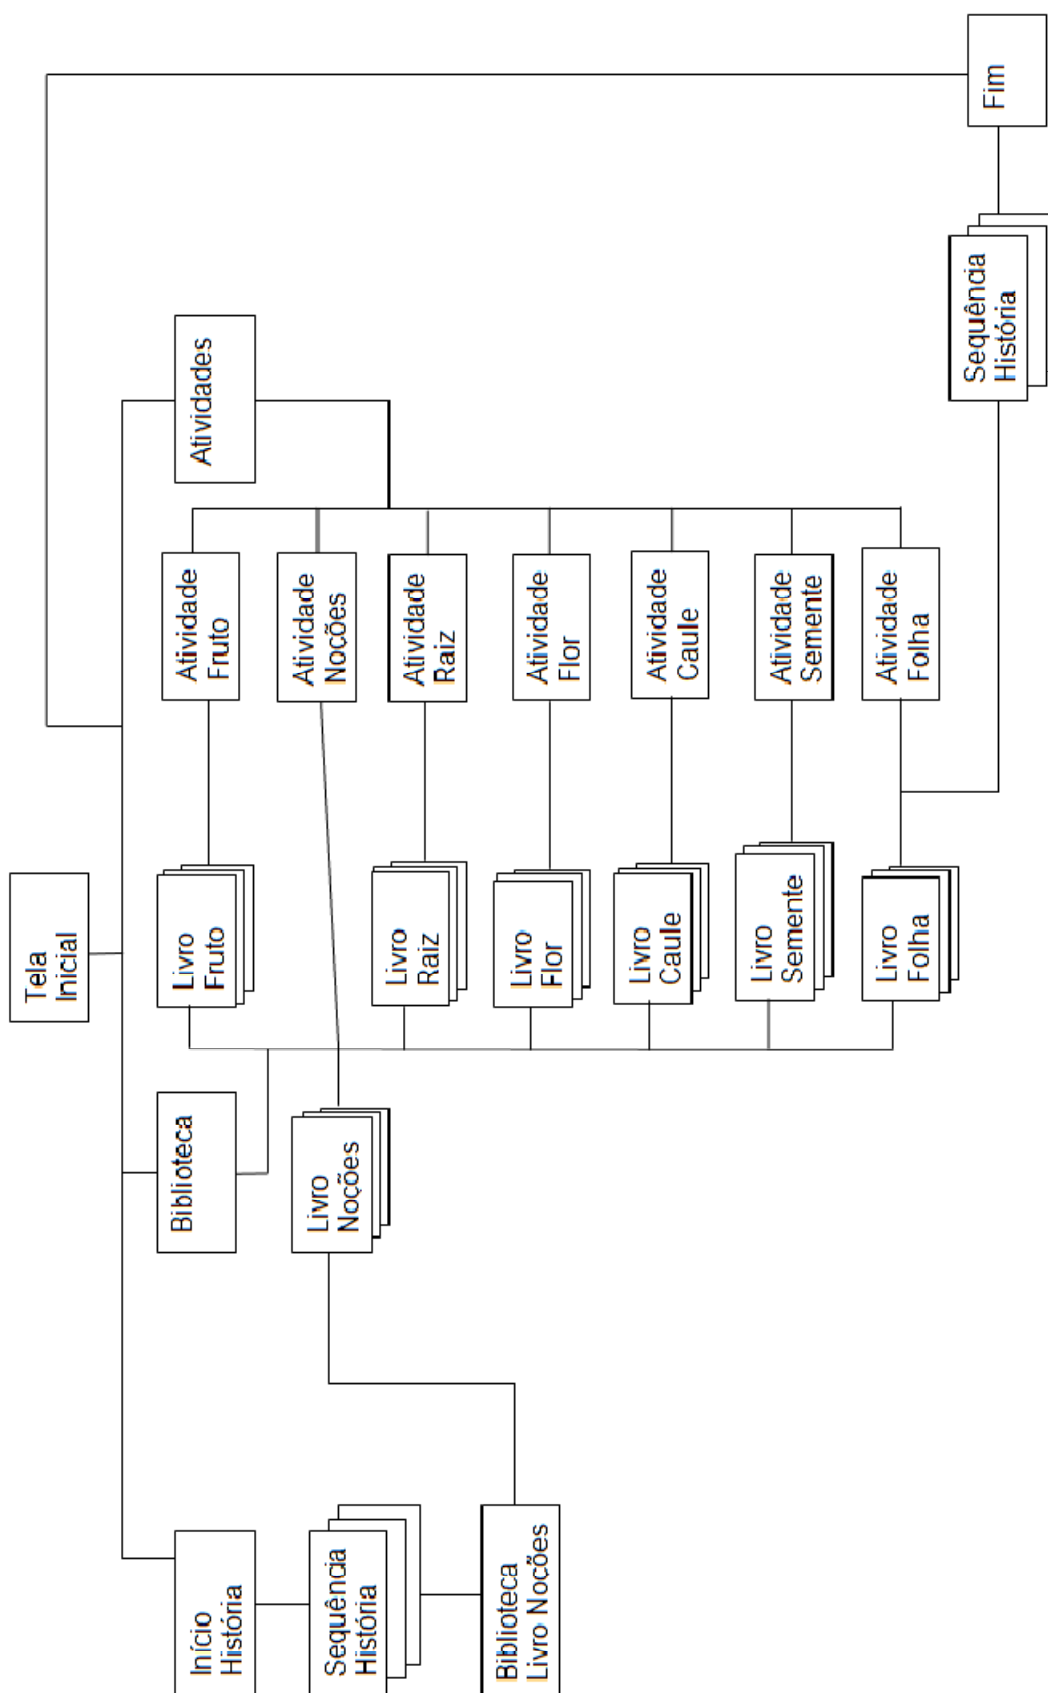 Tela
Inicial
Início
História
Biblioteca
Livro
Fruto
Atividade
Fruto
Atividades
Sequência
História
Livro
Noções
Atividade
Noções
Livro
Raiz
Atividade
Raiz
Biblioteca
Livro Noções
Livro
Flor
Atividade
Flor
Livro
Caule
Atividade
Caule
Livro
Semente
Atividade
Semente
Livro
Folha
Atividade
Folha
Sequência
História
Fim